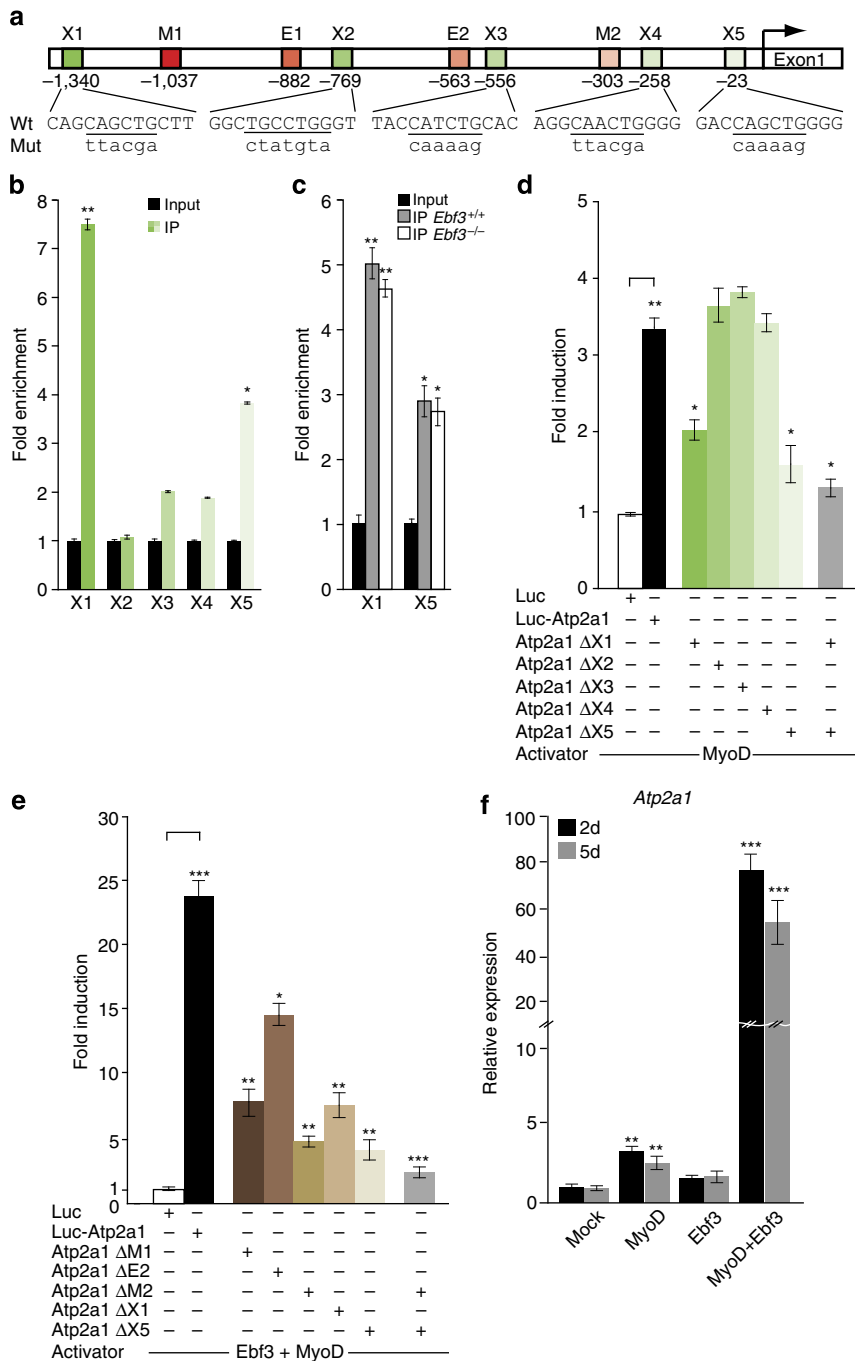 a
X1 M1 E1 X2 E2 X3 M2 X4 X5
Exon1
–1,340 –1,037 –882 –769 –563 –556 –303 –258 –23
Wt CAGCAGCTGCTT GGCTGCCTGGGT TACCATCTGCAC AGGCAACTGGGG GACCAGCTGGGG
Mut ttacga ctatgta caaaag ttacga caaaag
b
Input
IP
Fold enrichment
8
7
6
5
4
3
2
1
0
**
*
X1 X2 X3 X4 X5
c
Input
IP Ebf3+/+
IP Ebf3–/–
Fold enrichment
6
5
4
3
2
1
0
** **
* *
X1 X5
d
Fold induction
4
3
2
1
0
**
* * *
Luc + – – – – – – –
Luc-Atp2a1 – + – – – – – –
Atp2a1 ΔX1 – – + – – – – +
Atp2a1 ΔX2 – – – + – – – –
Atp2a1 ΔX3 – – – – + – – –
Atp2a1 ΔX4 – – – – – + – –
Atp2a1 ΔX5 – – – – – – + +
Activator MyoD
e
Fold induction
30
25
20
15
10
5
1
0
***
** * ** ** ** ***
Luc + – – – – – – –
Luc-Atp2a1 – + – – – – – –
Atp2a1 ΔM1 – – + – – – – –
Atp2a1 ΔE2 – – – + – – – –
Atp2a1 ΔM2 – – – – + – – +
Atp2a1 ΔX1 – – – – – + – –
Atp2a1 ΔX5 – – – – – – + +
Activator Ebf3 + MyoD
f
Atp2a1
2d
5d
Relative expression
100
80
60
40
20
10
5
0
** **
*** ***
Mock MyoD Ebf3 MyoD+Ebf3